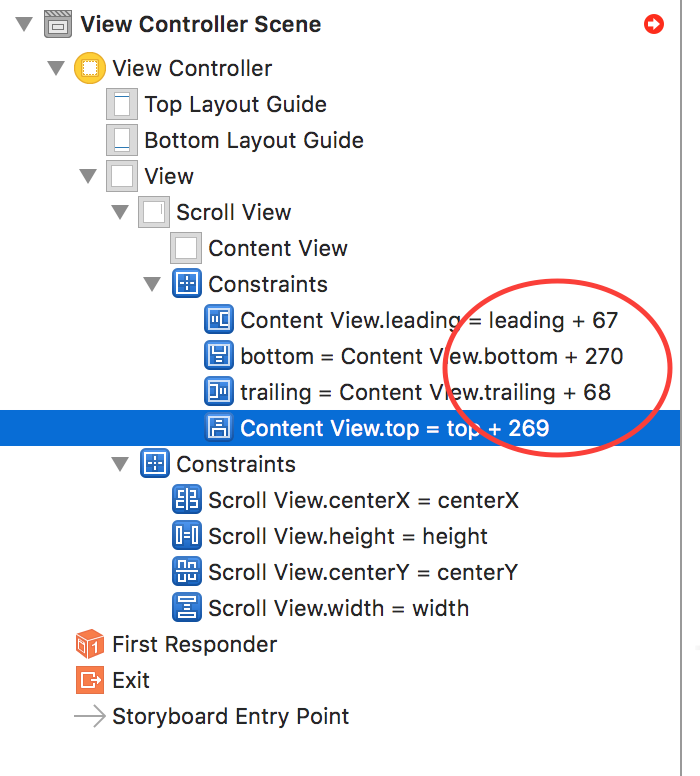 View Controller Scene
View Controller
Top Layout Guide
Bottom Layout Guide
View
Scroll View
Content View
Constraints
Content View.leading = leading + 67
bottom = Content View.bottom + 270
trailing = Content View.trailing + 68
Content View.top = top + 269
Constraints
Scroll View.centerX = centerX
Scroll View.height = height
Scroll View.centerY = centerY
Scroll View.width = width
First Responder
Exit
Storyboard Entry Point